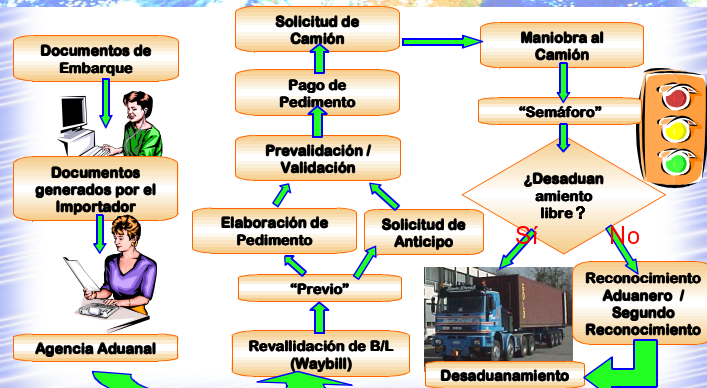 Documentos de
Embarque
Documentos
generados por el
Importador
Agencia Aduanal
Revallidación de B/L
(Waybill)
“Previo”
Elaboración de
Pedimento
Solicitud de
Anticipo
Prevalidación /
Validación
Pago de
Pedimento
Solicitud de
Camión
Maniobra al
Camión
“Semáforo”
¿Desaduan
amiento
libre ?
Sí
No
Reconocimiento
Aduanero /
Segundo
Reconocimiento
Desaduanamiento